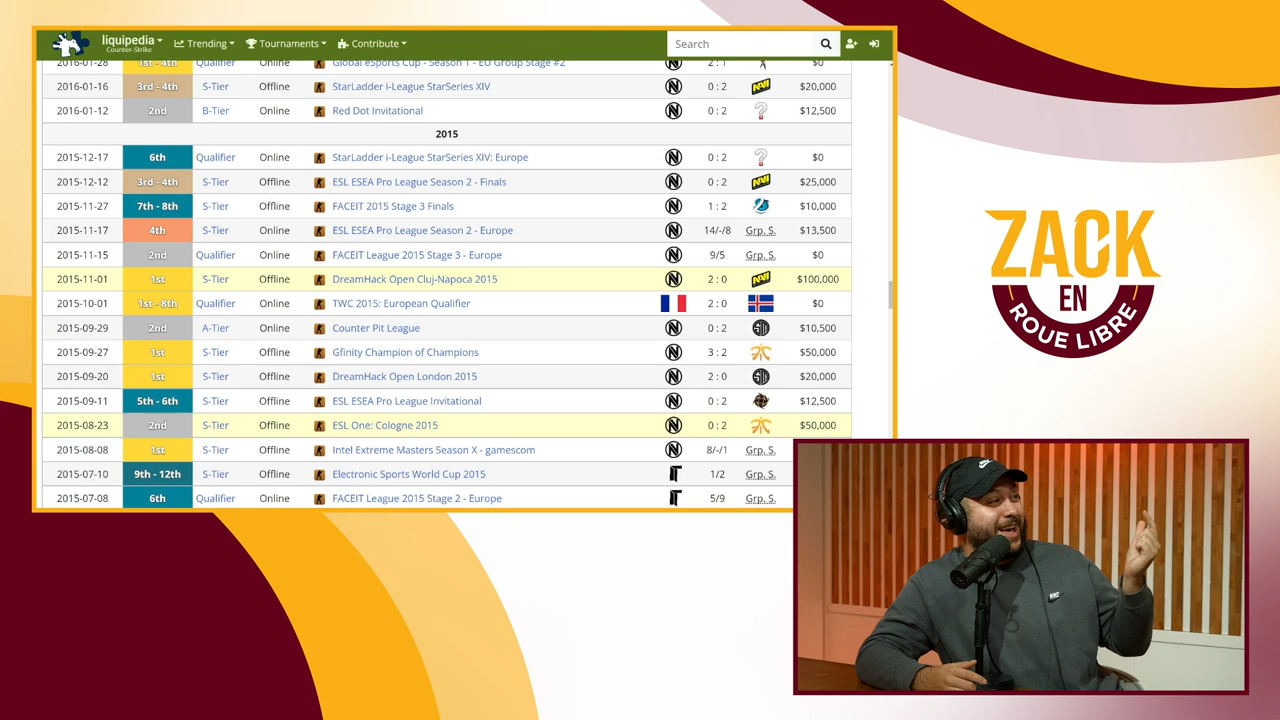 liquipedia
Counter-Strike
Trending
Tournaments
Contribute
Search
2016-01-28 1st - 4th Qualifier Online Global eSports Cup - Season 1 - EU Group Stage #2 2 : 1 $0
2016-01-16 3rd - 4th S-Tier Offline StarLadder i-League StarSeries XIV 0 : 2 $20,000
2016-01-12 2nd B-Tier Online Red Dot Invitational 0 : 2 $12,500
2015
2015-12-17 6th Qualifier Online StarLadder i-League StarSeries XIV: Europe 0 : 2 $0
2015-12-12 3rd - 4th S-Tier Offline ESL ESEA Pro League Season 2 - Finals 0 : 2 $25,000
2015-11-27 7th - 8th S-Tier Offline FACEIT 2015 Stage 3 Finals 1 : 2 $10,000
2015-11-17 4th S-Tier Offline ESL ESEA Pro League Season 2 - Europe 14/-/8 Grp. S. $13,500
2015-11-15 2nd Qualifier Online FACEIT League 2015 Stage 3 - Europe 9/5 Grp. S. $0
2015-11-01 1st S-Tier Offline DreamHack Open Cluj-Napoca 2015 2 : 0 $100,000
2015-10-01 1st - 8th Qualifier Online TWC 2015: European Qualifier 2 : 0 $0
2015-09-29 2nd A-Tier Offline Counter Pit League 0 : 2 $10,500
2015-09-27 1st S-Tier Offline Gfinity Champion of Champions 3 : 2 $50,000
2015-09-20 1st S-Tier Offline DreamHack Open London 2015 2 : 0 $20,000
2015-09-11 5th - 6th S-Tier Offline ESL ESEA Pro League Invitational 0 : 2 $12,500
2015-08-23 2nd S-Tier Offline ESL One: Cologne 2015 0 : 2 $50,000
2015-08-08 1st S-Tier Offline Intel Extreme Masters Season X - gamescom 8/-/1 Grp. S.
2015-07-10 9th - 12th S-Tier Offline Electronic Sports World Cup 2015 1/2 Grp. S.
2015-07-08 6th Qualifier Online FACEIT League 2015 Stage 2 - Europe 5/9 Grp. S.
ZACK
EN
ROUE LIBRE
NIKE